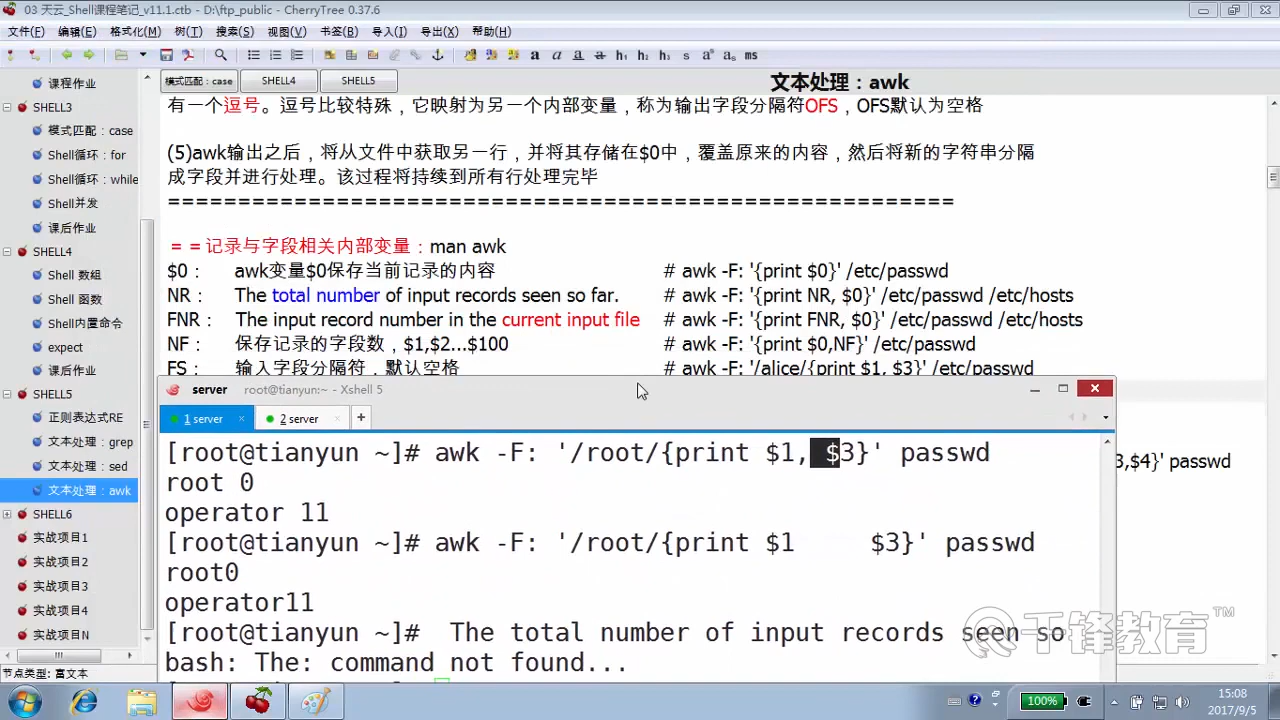 03 天云_Shell课程笔记_v11.1.ctb - D:\ftp_public - CherryTree 0.37.6
文件(F) 编辑(E) 格式化(M) 树(T) 搜索(S) 视图(V) 书签(B) 导入(I) 导出(X) 帮助(H)
a a a a h₁ h₂ h₃ s aˢ aₛ ms
课程作业
SHELL3
模式匹配：case
Shell循环：for
Shell循环：while
Shell并发
课后作业
SHELL4
Shell 数组
Shell 函数
Shell内置命令
expect
课后作业
SHELL5
正则表达式RE
文本处理：grep
文本处理：sed
文本处理：awk
SHELL6
实战项目1
实战项目2
实战项目3
实战项目4
实战项目N
节点类型: 富文本
模式匹配：case SHELL4 SHELL5 文本处理：awk
有一个逗号。逗号比较特殊，它映射为另一个内部变量，称为输出字段分隔符OFS，OFS默认为空格
(5)awk输出之后，将从文件中获取另一行，并将其存储在$0中，覆盖原来的内容，然后将新的字符串分隔
成字段并进行处理。该过程将持续到所有行处理完毕
========================================================
==记录与字段相关内部变量：man awk
$0： awk变量$0保存当前记录的内容 # awk -F: '{print $0}' /etc/passwd
NR： The total number of input records seen so far. # awk -F: '{print NR, $0}' /etc/passwd /etc/hosts
FNR： The input record number in the current input file # awk -F: '{print FNR, $0}' /etc/passwd /etc/hosts
NF： 保存记录的字段数，$1,$2...$100 # awk -F: '{print $0,NF}' /etc/passwd
FS： 输入字段分隔符，默认空格 # awk -F: '/alice/{print $1, $3}' /etc/passwd
3,$4}' passwd
server root@tianyun:~ - Xshell 5
1 server × 2 server × +
[root@tianyun ~]# awk -F: '/root/{print $1, $3}' passwd
root 0
operator 11
[root@tianyun ~]# awk -F: '/root/{print $1     $3}' passwd
root0
operator11
[root@tianyun ~]#  The total number of input records seen so
bash: The: command not found...
千锋教育™
100%
15:08
2017/9/5